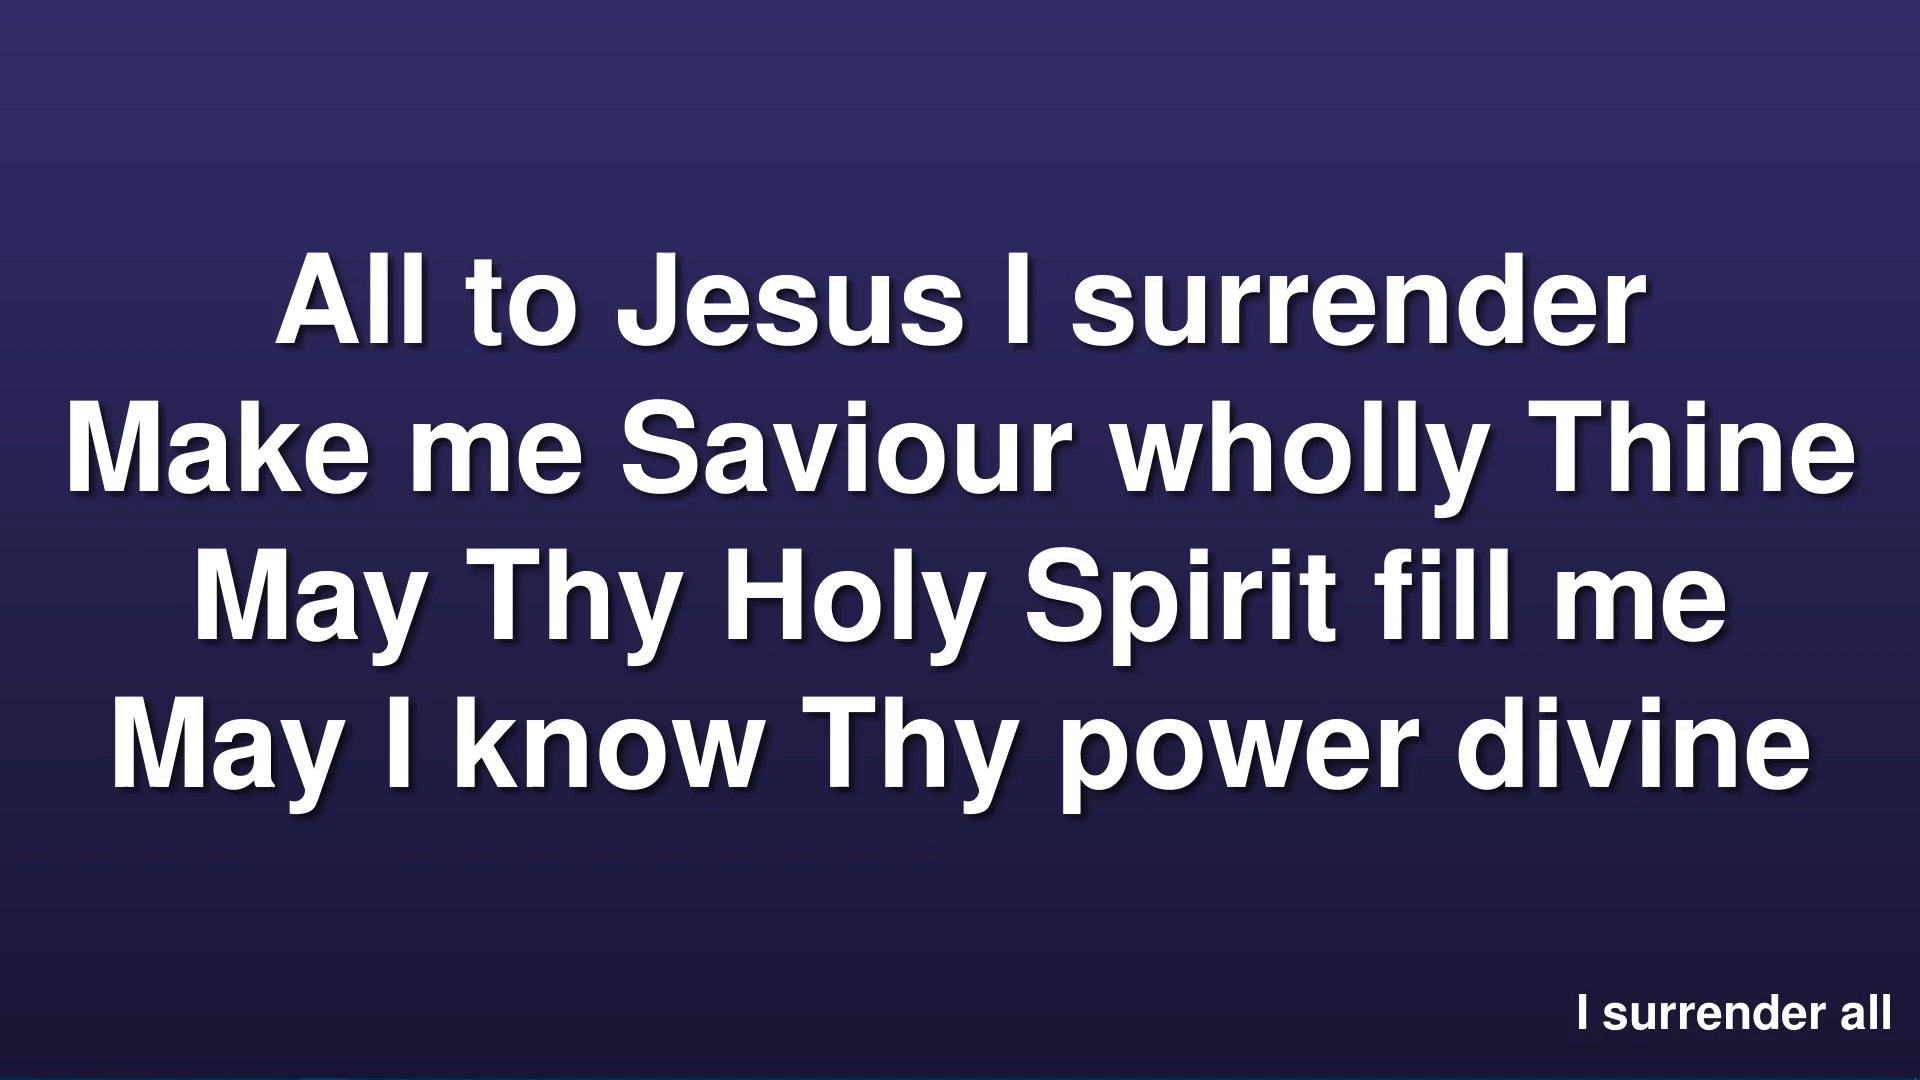 All to Jesus I surrender
Make me Saviour wholly Thine
May Thy Holy Spirit fill me
May I know Thy power divine
I surrender all